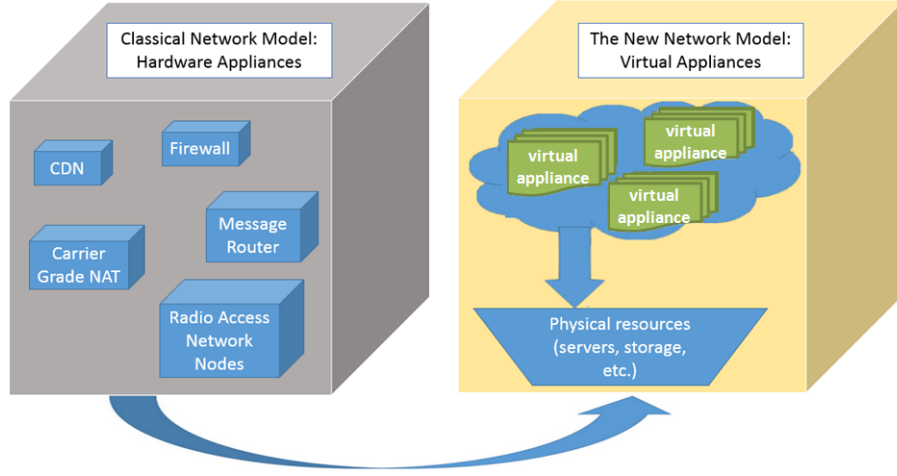 Classical Network Model:
Hardware Appliances
CDN
Firewall
Message
Router
Carrier
Grade NAT
Radio Access
Network
Nodes
The New Network Model:
Virtual Appliances
virtual
appliance
virtual
appliance
virtual
appliance
Physical resources
(servers, storage,
etc.)